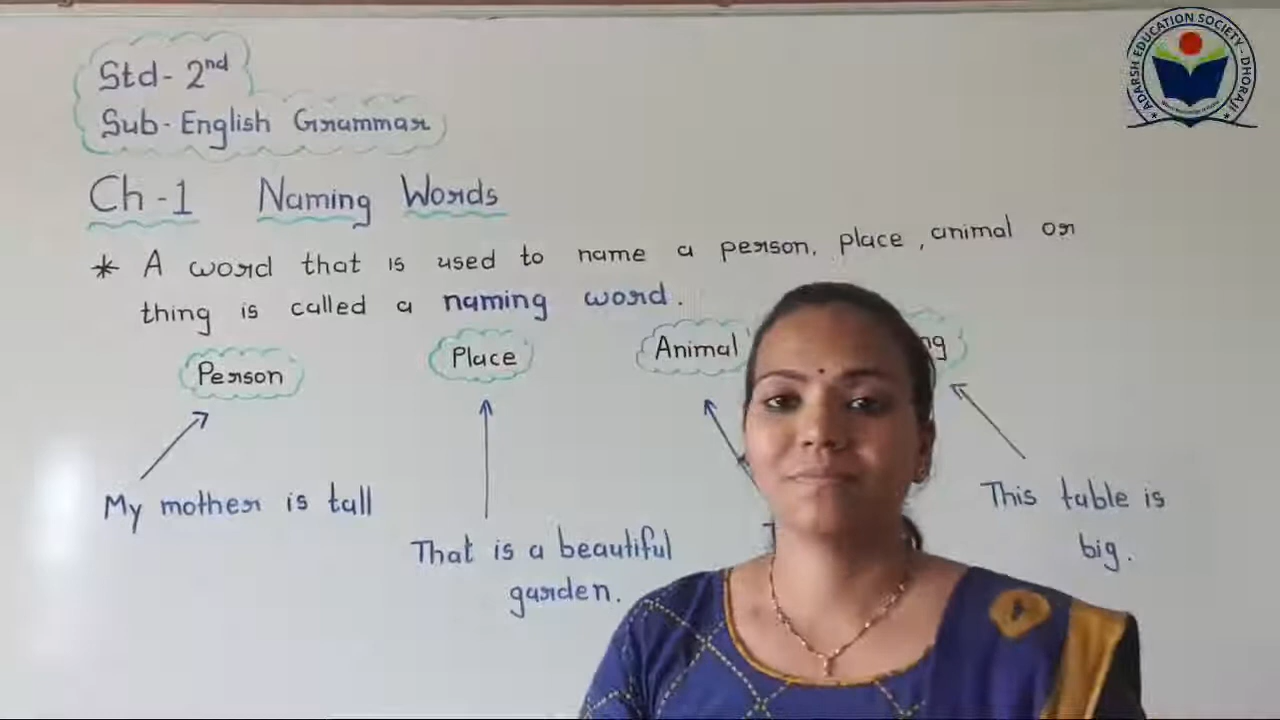 Std - 2nd
Sub - English Grammar
Ch - 1 Naming Words
* A word that is used to name a person, place, animal or
thing is called a naming word.
Person
Place
Animal
My mother is tall
That is a beautiful
garden.
This table is
big.
ADARSH EDUCATION SOCIETY - DHORAJI